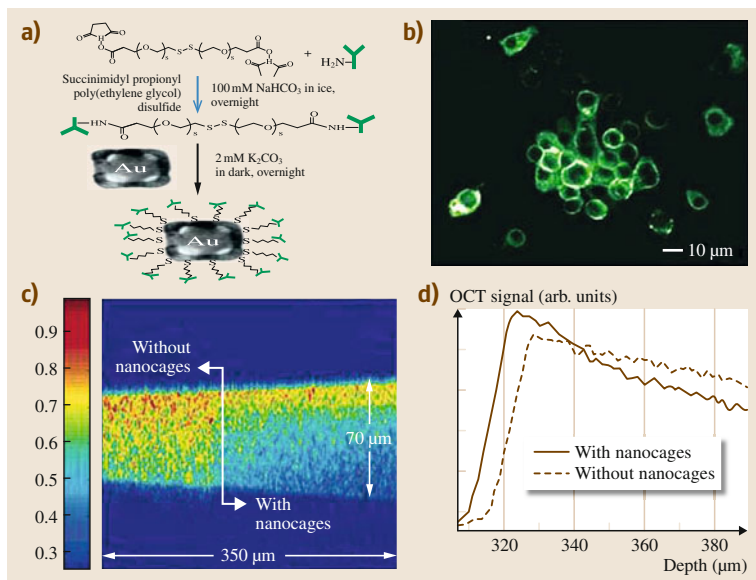 a)
O
O
O
H
O
O
O
s
S-S
O
s
O
O
H
+
H₂N
Succinimidyl propionyl
poly(ethylene glycol)
disulfide
100 mM NaHCO3 in ice,
overnight
HN
O
O
s
S-S
O
s
O
NH
Au
2 mM K₂CO₃
in dark, overnight
S S S S
S S
S Au S
S S
S S S S
b)
10 µm
c)
0.9
0.8
0.7
0.6
0.5
0.4
0.3
Without
nanocages
70 µm
With
nanocages
350 µm
d)
OCT signal (arb. units)
With nanocages
Without nanocages
320 340 360 380
Depth (µm)